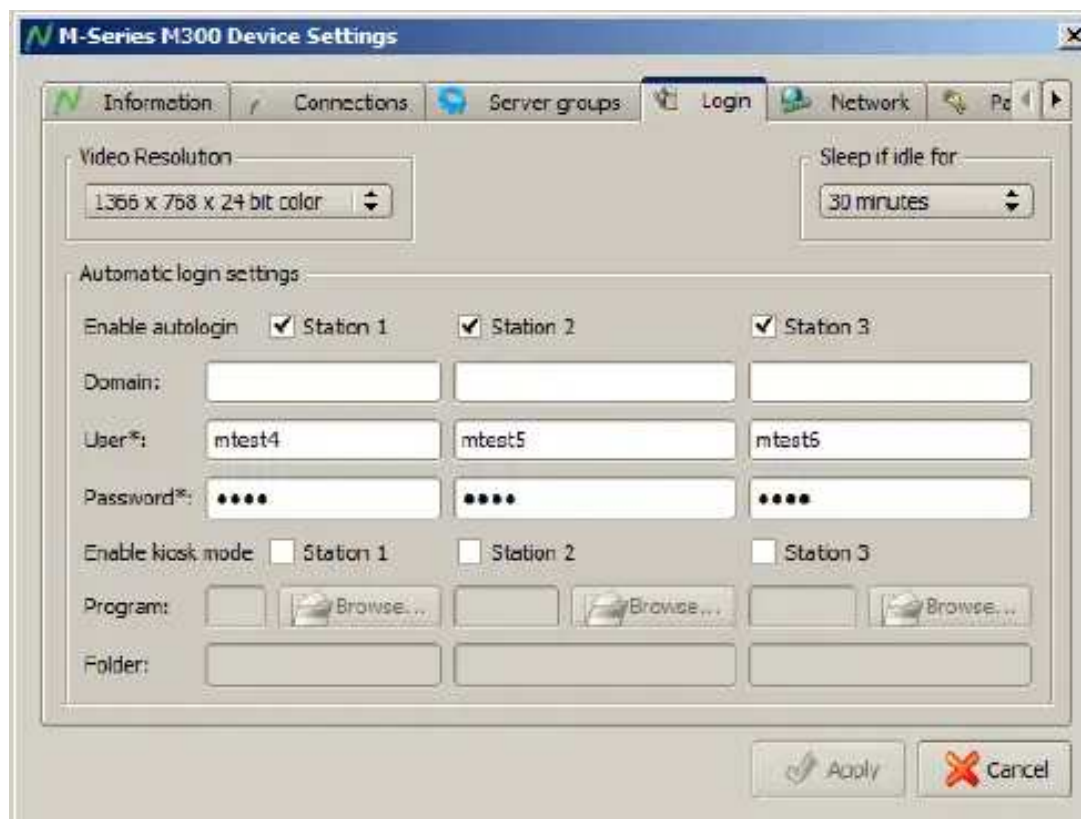 M-Series M300 Device Settings
Information Connections Server groups Login Network
Video Resolution Sleep if idle for
1366 x 768 x 24 bit color 30 minutes
Automatic login settings
Enable autologin Station 1 Station 2 Station 3
Domain:
User*: mtest4 mtest5 mtest6
Password*: •••• •••• ••••
Enable kiosk mode Station 1 Station 2 Station 3
Program: Browse... Browse... Browse...
Folder:
Apply Cancel